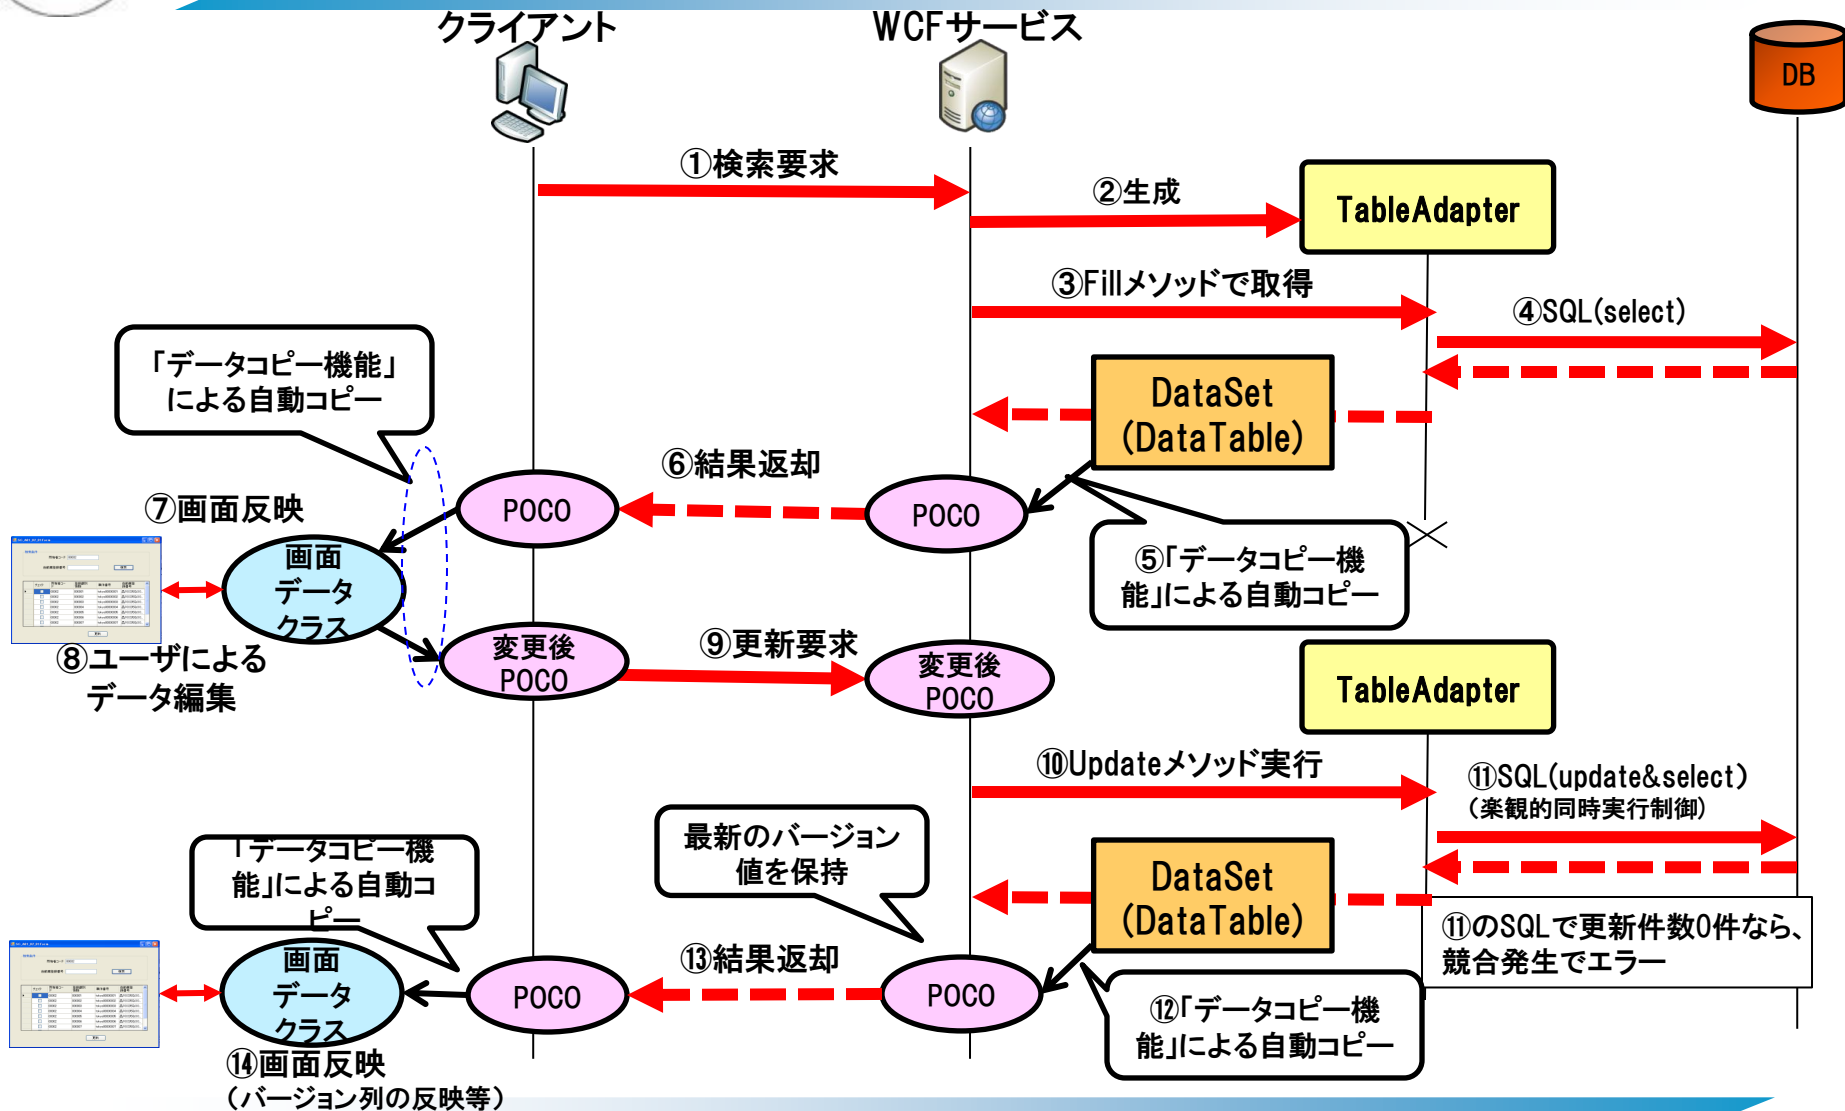 クライアント
WCFサービス
DB
①検索要求
②生成
TableAdapter
③Fillメソッドで取得
④SQL(select)
「データコピー機能」
による自動コピー
DataSet
(DataTable)
⑥結果返却
⑦画面反映
POCO
POCO
画面
データ
クラス
⑤「データコピー機
能」による自動コピー
⑧ユーザによる
データ編集
変更後
POCO
⑨更新要求
変更後
POCO
TableAdapter
⑩Updateメソッド実行
⑪SQL(update&select)
(楽観的同時実行制御)
最新のバージョン
値を保持
「データコピー機
能」による自動コ
ピー
DataSet
(DataTable)
⑪のSQLで更新件数0件なら、
競合発生でエラー
画面
データ
クラス
POCO
⑬結果返却
POCO
⑫「データコピー機
能」による自動コピー
⑭画面反映
(バージョン列の反映等)